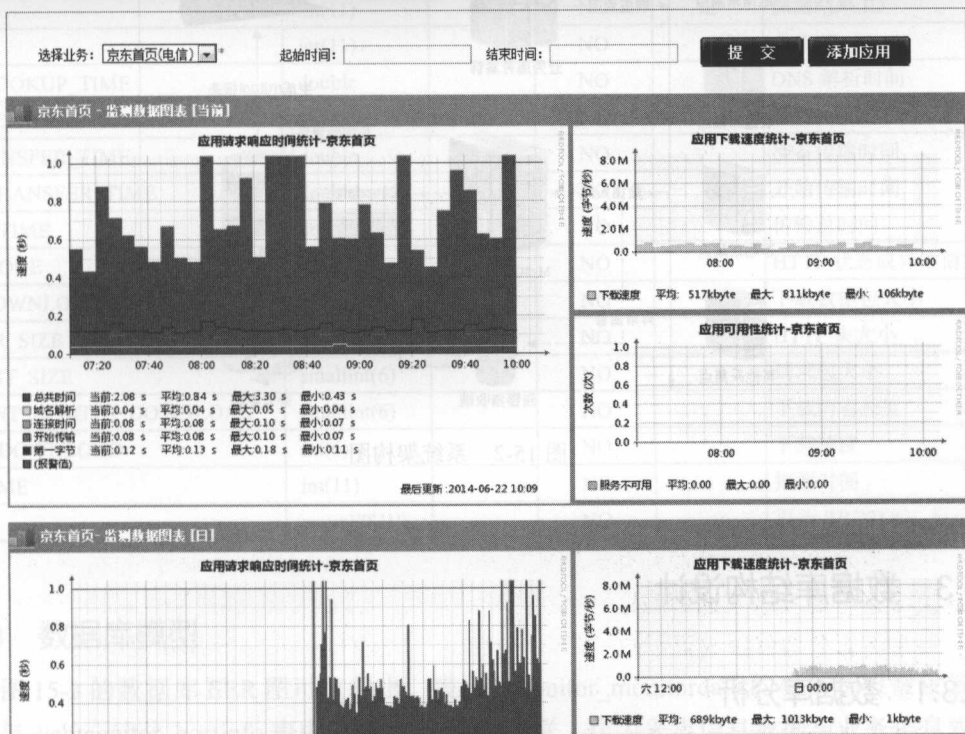 选择业务: 京东首页(电信) * 起始时间: 结束时间: 提 交 添加应用
京东首页 - 监测数据图表 [当前]
应用请求响应时间统计-京东首页
速度 (秒)
1.0
0.8
0.6
0.4
0.2
0.0
07:20 07:40 08:00 08:20 08:40 09:00 09:20 09:40 10:00
总共时间 当前:2.08 s 平均:0.84 s 最大:3.30 s 最小:0.43 s
域名解析 当前:0.04 s 平均:0.04 s 最大:0.05 s 最小:0.04 s
连接时间 当前:0.08 s 平均:0.08 s 最大:0.10 s 最小:0.07 s
开始传输 当前:0.08 s 平均:0.08 s 最大:0.10 s 最小:0.07 s
第一字节 当前:0.12 s 平均:0.13 s 最大:0.18 s 最小:0.11 s
(报警值)
最后更新 :2014-06-22 10:09
应用下载速度统计-京东首页
速度 (字节/秒)
8.0 M
6.0 M
4.0 M
2.0 M
0.0
08:00 09:00 10:00
下载速度 平均: 517kbyte 最大: 811kbyte 最小: 106kbyte
应用可用性统计-京东首页
次数 (次)
1.0
0.8
0.6
0.4
0.2
0.0
08:00 09:00 10:00
服务不可用 平均:0.00 最大:0.00 最小:0.00
京东首页- 监测数据图表 [日]
应用请求响应时间统计-京东首页
速度 (秒)
1.0
0.8
0.6
0.4
应用下载速度统计-京东首页
速度 (字节/秒)
8.0 M
6.0 M
4.0 M
2.0 M
0.0
六 12:00 日 00:00
下载速度 平均: 689kbyte 最大: 1013kbyte 最小: 1kbyte